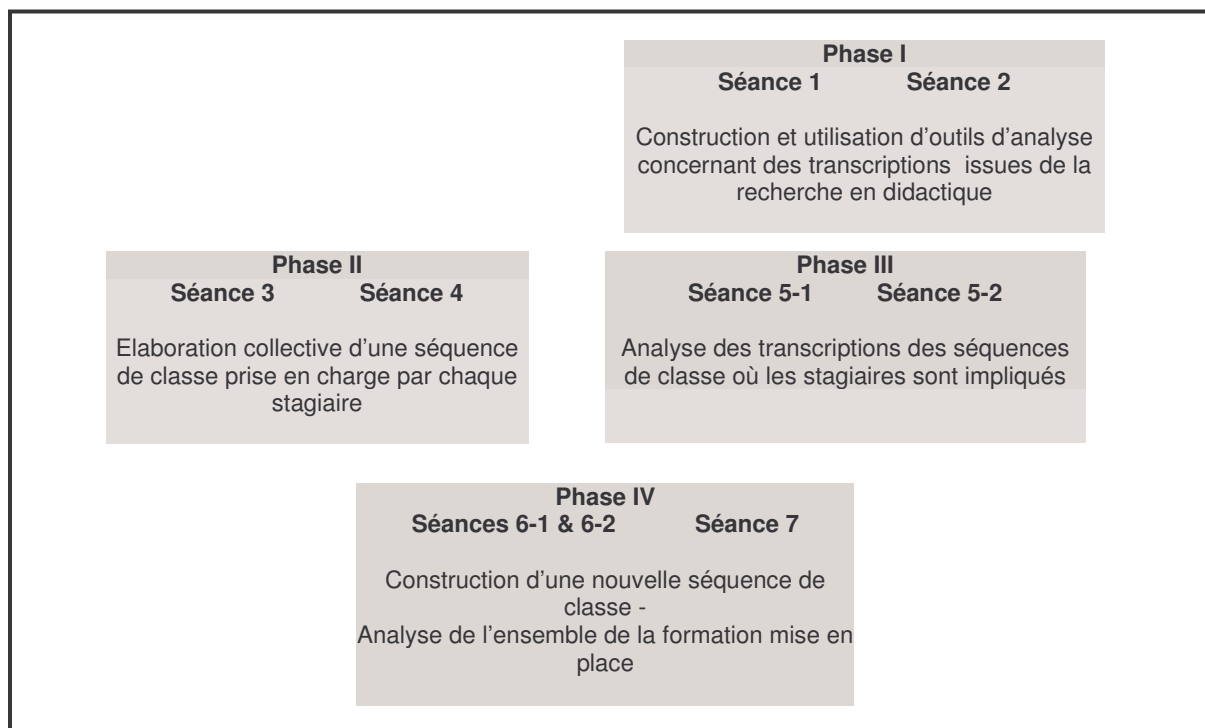 Phase I
Séance 1 Séance 2
Construction et utilisation d'outils d'analyse
concernant des transcriptions issues de la
recherche en didactique
Phase II
Séance 3 Séance 4
Elaboration collective d'une séquence
de classe prise en charge par chaque
stagiaire
Phase III
Séance 5-1 Séance 5-2
Analyse des transcriptions des séquences
de classe où les stagiaires sont impliqués
Phase IV
Séances 6-1 & 6-2 Séance 7
Construction d'une nouvelle séquence de
classe -
Analyse de l'ensemble de la formation mise en
place